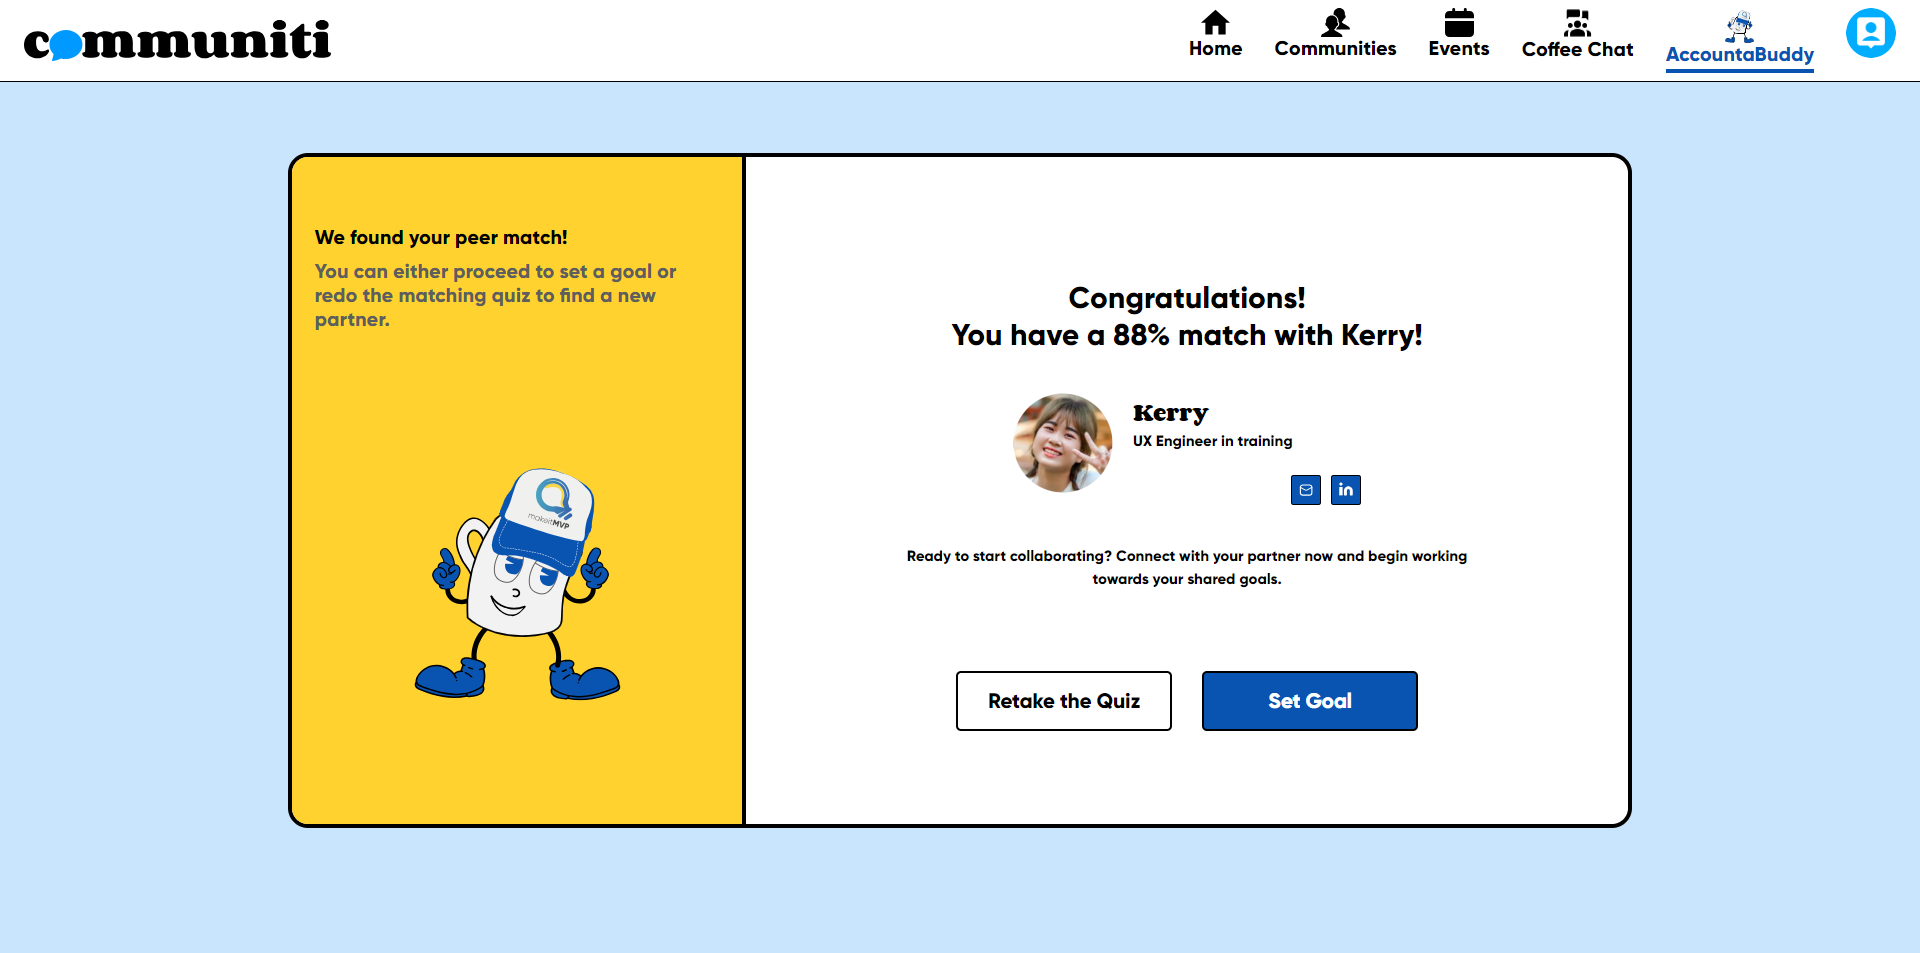 communiti
Home
Communities
Events
Coffee Chat
AccountaBuddy
We found your peer match!
You can either proceed to set a goal or
redo the matching quiz to find a new
partner.
makeitMVP
Congratulations!
You have a 88% match with Kerry!
Kerry
UX Engineer in training
in
Ready to start collaborating? Connect with your partner now and begin working
towards your shared goals.
Retake the Quiz
Set Goal